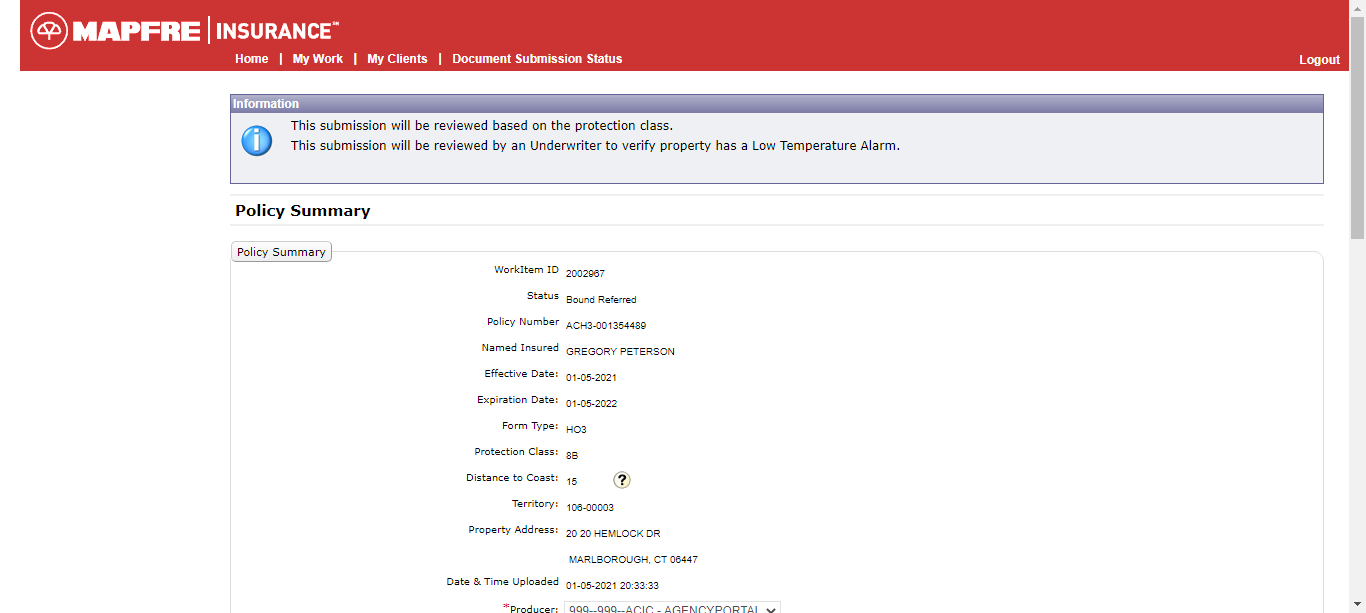 MAPFRE | INSURANCE℠
Home | My Work | My Clients | Document Submission Status
Logout
Information
This submission will be reviewed based on the protection class.
This submission will be reviewed by an Underwriter to verify property has a Low Temperature Alarm.
Policy Summary
Policy Summary
WorkItem ID 2002967
Status Bound Referred
Policy Number ACH3-001354489
Named Insured GREGORY PETERSON
Effective Date: 01-05-2021
Expiration Date: 01-05-2022
Form Type: HO3
Protection Class: 8B
Distance to Coast: 15 ?
Territory: 106-00003
Property Address: 20 20 HEMLOCK DR
MARLBOROUGH, CT 06447
Date & Time Uploaded 01-05-2021 20:33:33
*Producer: 999--999--ACIC - AGENCYPORTAL